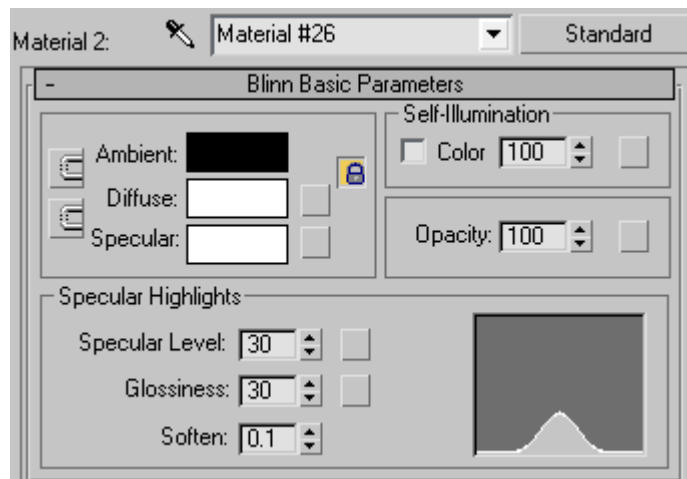 Material 2: Material #26 Standard
- Blinn Basic Parameters
Ambient:
Diffuse:
Specular:
Self-Illumination
Color 100
Opacity: 100
Specular Highlights
Specular Level: 30
Glossiness: 30
Soften: 0.1